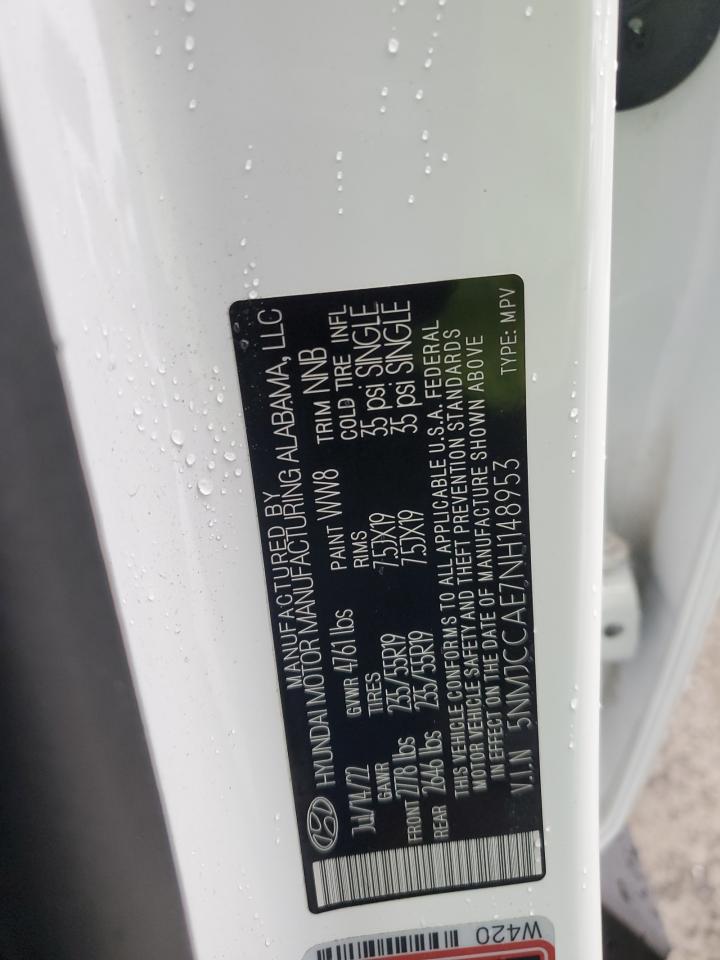 MANUFACTURED BY
HYUNDAI MOTOR MANUFACTURING ALABAMA, LLC
Jul/14/22 GVWR 4761 lbs PAINT WW8 TRIM NNB
GAWR TIRES RIMS COLD TIRE INFL
FRONT 2778 lbs 235/55R19 7.5JX19 35 psi SINGLE
REAR 2646 lbs 235/55R19 7.5JX19 35 psi SINGLE
THIS VEHICLE CONFORMS TO ALL APPLICABLE U.S.A. FEDERAL
MOTOR VEHICLE SAFETY AND THEFT PREVENTION STANDARDS
IN EFFECT ON THE DATE OF MANUFACTURE SHOWN ABOVE
V.I.N 5NMJCCAE7NH148953 TYPE: MPV
W420